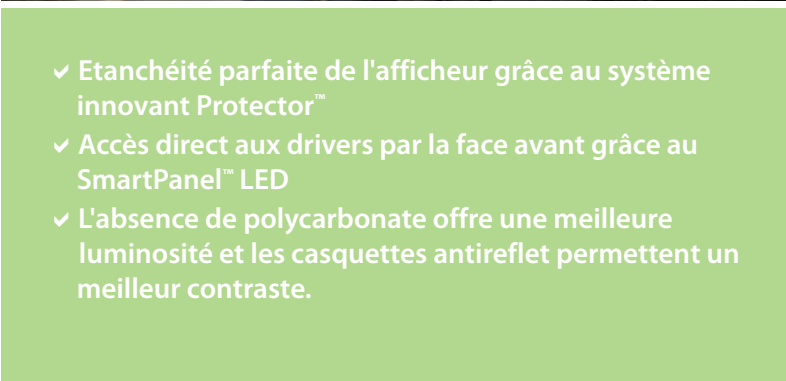 ✓ Etanchéité parfaite de l'afficheur grâce au système
innovant Protector™
✓ Accès direct aux drivers par la face avant grâce au
SmartPanel™ LED
✓ L'absence de polycarbonate offre une meilleure
luminosité et les casquettes antireflet permettent un
meilleur contraste.